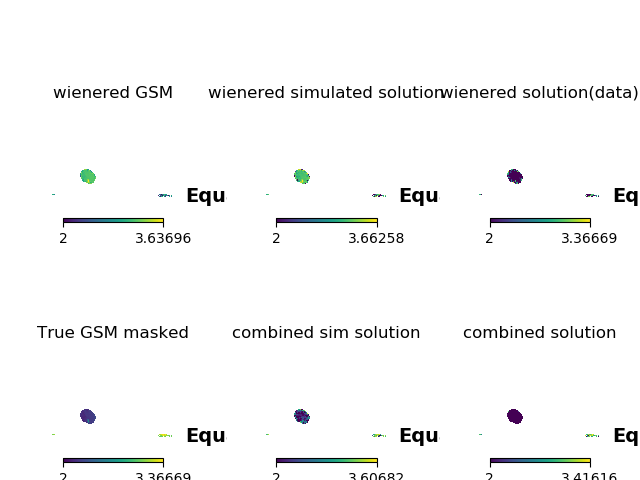 wienered GSM
wienered simulated solution
wienered solution(data)
Equ
Equ
Eq
2 3.63696
2 3.66258
2 3.36669
True GSM masked
combined sim solution
combined solution
Equ
Equ
Eq
2 3.36669
2 3.60682
2 3.41616